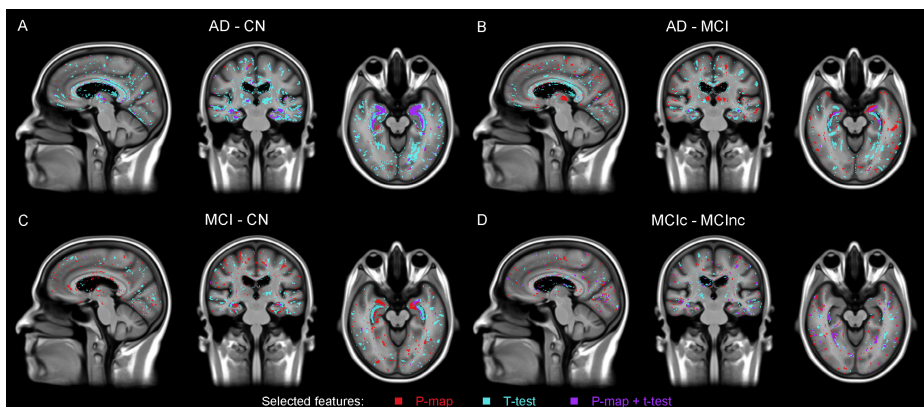 A AD - CN B AD - MCI
C MCI - CN D MCIc - MCInc
Selected features: P-map T-test P-map + t-test